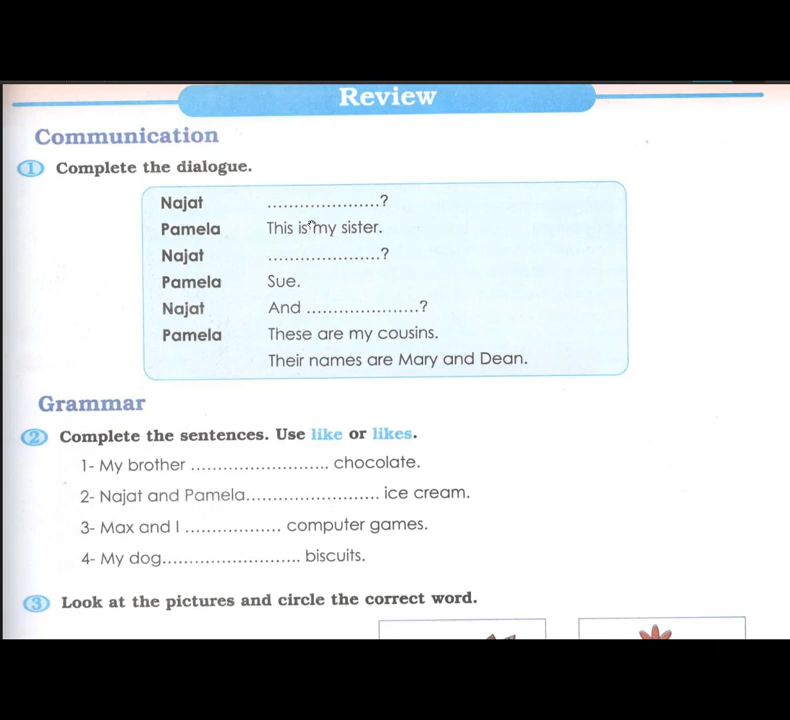 Review
Communication
1 Complete the dialogue.
Najat .....................?
Pamela This is my sister.
Najat .....................?
Pamela Sue.
Najat And .....................?
Pamela These are my cousins.
Their names are Mary and Dean.
Grammar
2 Complete the sentences. Use like or likes.
1- My brother .......................... chocolate.
2- Najat and Pamela......................... ice cream.
3- Max and I .................. computer games.
4- My dog.......................... biscuits.
3 Look at the pictures and circle the correct word.